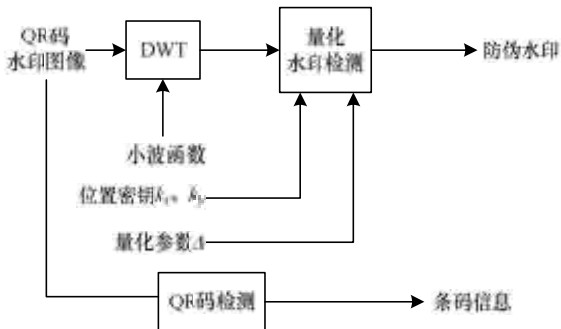 QR码
水印图像
DWT
量化
水印检测
防伪水印
小波函数
位置密钥
量化参数Δ
QR码检测
条码信息